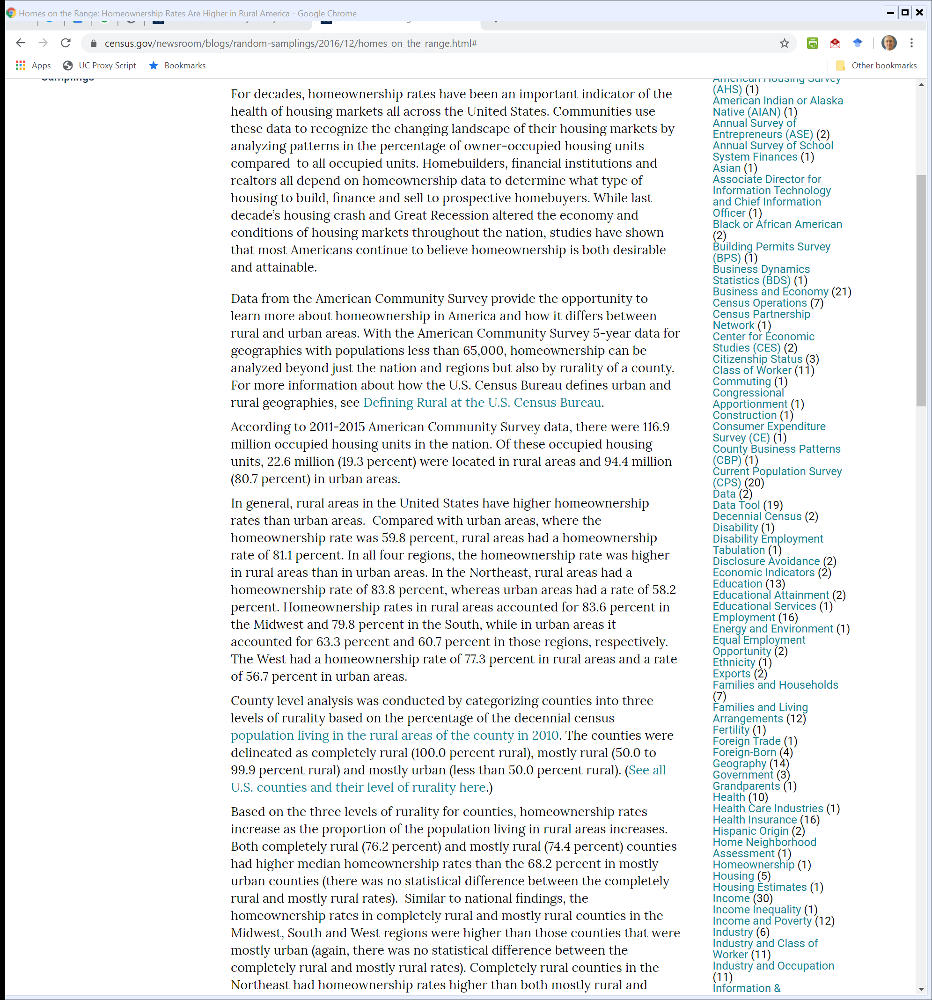 Homes on the Range: Homeownership Rates Are Higher in Rural America - Google Chrome
census.gov/newsroom/blogs/random-samplings/2016/12/homes_on_the_range.html#
Apps
UC Proxy Script
Bookmarks
Other bookmarks
Samplings
For decades, homeownership rates have been an important indicator of the
health of housing markets all across the United States. Communities use
these data to recognize the changing landscape of their housing markets by
analyzing patterns in the percentage of owner-occupied housing units
compared  to all occupied units. Homebuilders, financial institutions and
realtors all depend on homeownership data to determine what type of
housing to build, finance and sell to prospective homebuyers. While last
decade’s housing crash and Great Recession altered the economy and
conditions of housing markets throughout the nation, studies have shown
that most Americans continue to believe homeownership is both desirable
and attainable.
Data from the American Community Survey provide the opportunity to
learn more about homeownership in America and how it differs between
rural and urban areas. With the American Community Survey 5-year data for
geographies with populations less than 65,000, homeownership can be
analyzed beyond just the nation and regions but also by rurality of a county.
For more information about how the U.S. Census Bureau defines urban and
rural geographies, see Defining Rural at the U.S. Census Bureau.
According to 2011-2015 American Community Survey data, there were 116.9
million occupied housing units in the nation. Of these occupied housing
units, 22.6 million (19.3 percent) were located in rural areas and 94.4 million
(80.7 percent) in urban areas.
In general, rural areas in the United States have higher homeownership
rates than urban areas.  Compared with urban areas, where the
homeownership rate was 59.8 percent, rural areas had a homeownership
rate of 81.1 percent. In all four regions, the homeownership rate was higher
in rural areas than in urban areas. In the Northeast, rural areas had a
homeownership rate of 83.8 percent, whereas urban areas had a rate of 58.2
percent. Homeownership rates in rural areas accounted for 83.6 percent in
the Midwest and 79.8 percent in the South, while in urban areas it
accounted for 63.3 percent and 60.7 percent in those regions, respectively.
The West had a homeownership rate of 77.3 percent in rural areas and a rate
of 56.7 percent in urban areas.
County level analysis was conducted by categorizing counties into three
levels of rurality based on the percentage of the decennial census
population living in the rural areas of the county in 2010. The counties were
delineated as completely rural (100.0 percent rural), mostly rural (50.0 to
99.9 percent rural) and mostly urban (less than 50.0 percent rural). (See all
U.S. counties and their level of rurality here.)
Based on the three levels of rurality for counties, homeownership rates
increase as the proportion of the population living in rural areas increases.
Both completely rural (76.2 percent) and mostly rural (74.4 percent) counties
had higher median homeownership rates than the 68.2 percent in mostly
urban counties (there was no statistical difference between the completely
rural and mostly rural rates).  Similar to national findings, the
homeownership rates in completely rural and mostly rural counties in the
Midwest, South and West regions were higher than those counties that were
mostly urban (again, there was no statistical difference between the
completely rural and mostly rural rates). Completely rural counties in the
Northeast had homeownership rates higher than both mostly rural and
American Housing Survey
(AHS) (1)
American Indian or Alaska
Native (AIAN) (1)
Annual Survey of
Entrepreneurs (ASE) (2)
Annual Survey of School
System Finances (1)
Asian (1)
Associate Director for
Information Technology
and Chief Information
Officer (1)
Black or African American
(2)
Building Permits Survey
(BPS) (1)
Business Dynamics
Statistics (BDS) (1)
Business and Economy (21)
Census Operations (7)
Census Partnership
Network (1)
Center for Economic
Studies (CES) (2)
Citizenship Status (3)
Class of Worker (11)
Commuting (1)
Congressional
Apportionment (1)
Construction (1)
Consumer Expenditure
Survey (CE) (1)
County Business Patterns
(CBP) (1)
Current Population Survey
(CPS) (20)
Data (2)
Data Tool (19)
Decennial Census (2)
Disability (1)
Disability Employment
Tabulation (1)
Disclosure Avoidance (2)
Economic Indicators (2)
Education (13)
Educational Attainment (2)
Educational Services (1)
Employment (16)
Energy and Environment (1)
Equal Employment
Opportunity (2)
Ethnicity (1)
Exports (2)
Families and Households
(7)
Families and Living
Arrangements (12)
Fertility (1)
Foreign Trade (1)
Foreign-Born (4)
Geography (14)
Government (3)
Grandparents (1)
Health (10)
Health Care Industries (1)
Health Insurance (16)
Hispanic Origin (2)
Home Neighborhood
Assessment (1)
Homeownership (1)
Housing (5)
Housing Estimates (1)
Income (30)
Income Inequality (1)
Income and Poverty (12)
Industry (6)
Industry and Class of
Worker (11)
Industry and Occupation
(11)
Information &